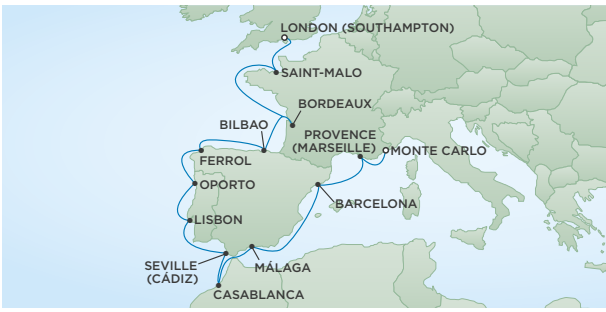 LONDON (SOUTHAMPTON)
SAINT-MALO
BORDEAUX
BILBAO
PROVENCE
(MARSEILLE)
MONTE CARLO
FERROL
OPORTO
BARCELONA
LISBON
SEVILLE
(CÁDIZ)
MÁLAGA
CASABLANCA